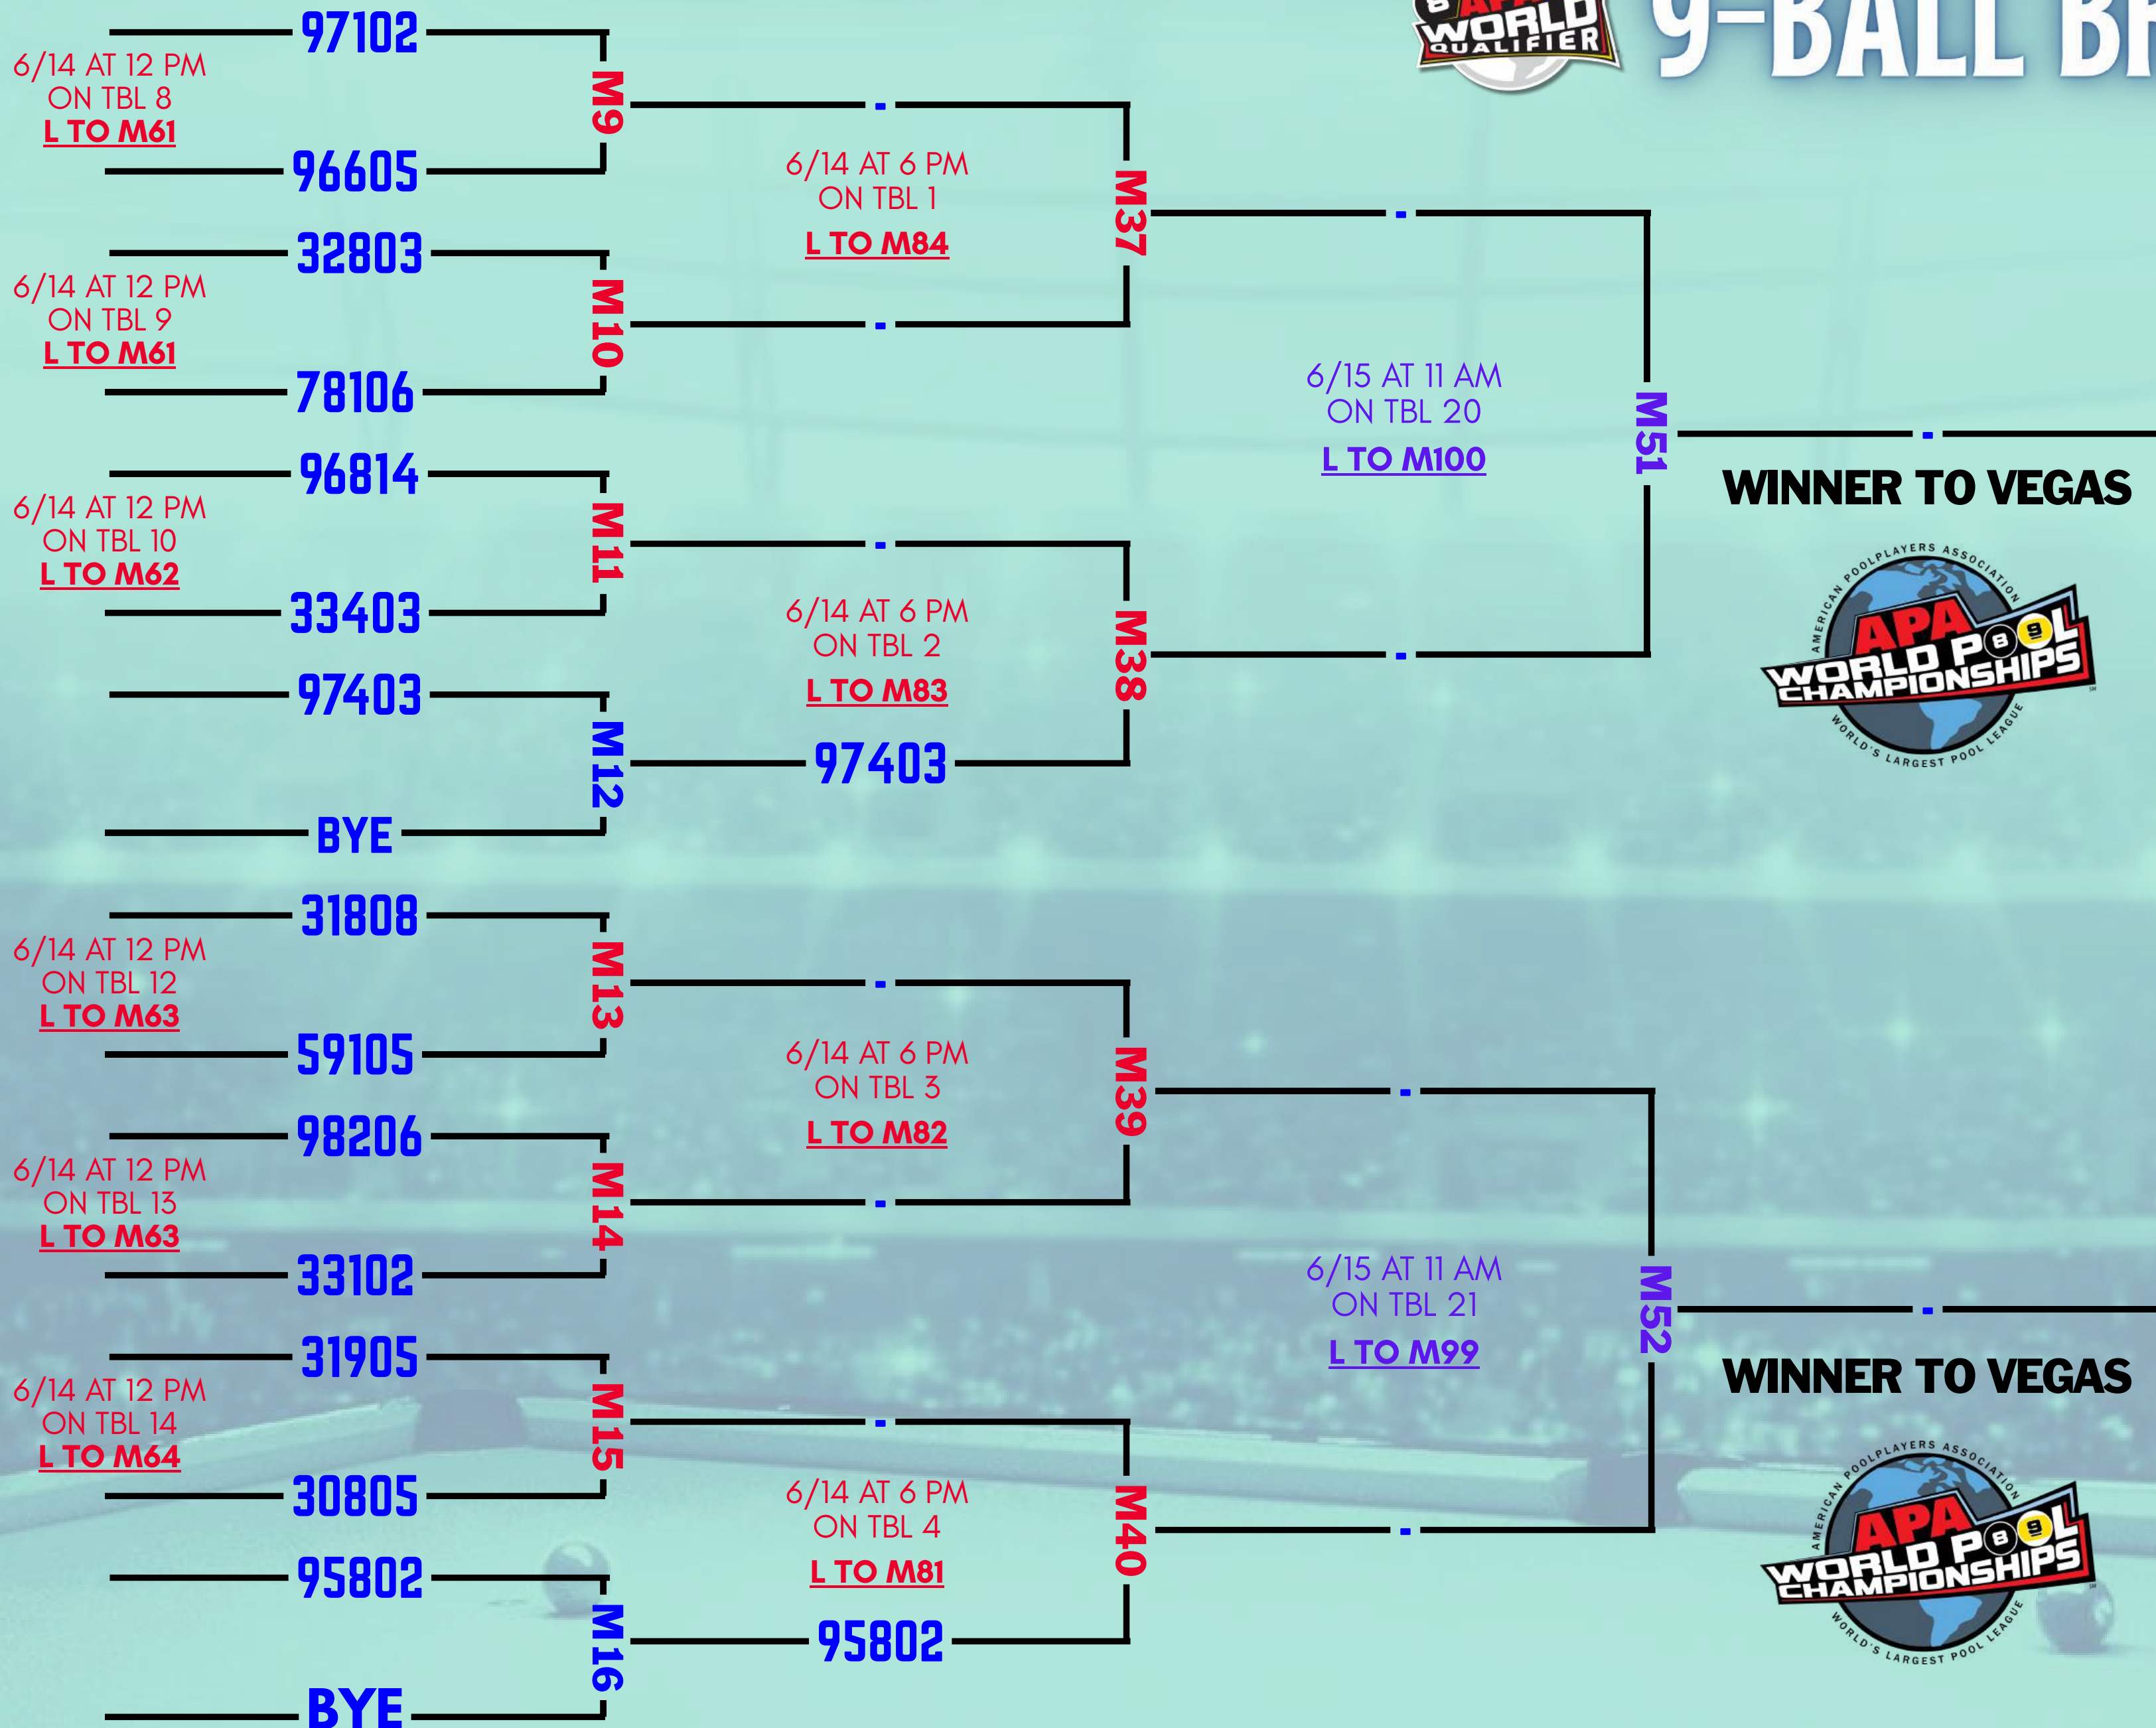 97102
6/14 AT 12 PM
ON TBL 8
L TO M61
M9
96605
32803
6/14 AT 12 PM
ON TBL 9
L TO M61
M10
78106
96814
6/14 AT 12 PM
ON TBL 10
L TO M62
M11
33403
97403
M12
BYE
31808
6/14 AT 12 PM
ON TBL 12
L TO M63
M13
59105
98206
6/14 AT 12 PM
ON TBL 13
L TO M63
M14
33102
31905
6/14 AT 12 PM
ON TBL 14
L TO M64
M15
30805
95802
M16
BYE
-
6/14 AT 6 PM
ON TBL 1
L TO M84
M37
-
-
6/14 AT 6 PM
ON TBL 2
L TO M83
M38
97403
-
6/14 AT 6 PM
ON TBL 3
L TO M82
M39
-
-
6/14 AT 6 PM
ON TBL 4
L TO M81
M40
95802
-
6/15 AT 11 AM
ON TBL 20
L TO M100
M51
-
-
6/15 AT 11 AM
ON TBL 21
L TO M99
M52
-
8 APA
WORLD
QUALIFIER
9-BALL
-
WINNER TO VEGAS
AMERICAN POOLPLAYERS ASSOCIATION
APA
WORLD POOL
8 9
CHAMPIONSHIPS
SM
WORLD'S LARGEST POOL LEAGUE
-
WINNER TO VEGAS
AMERICAN POOLPLAYERS ASSOCIATION
APA
WORLD POOL
8 9
CHAMPIONSHIPS
SM
WORLD'S LARGEST POOL LEAGUE